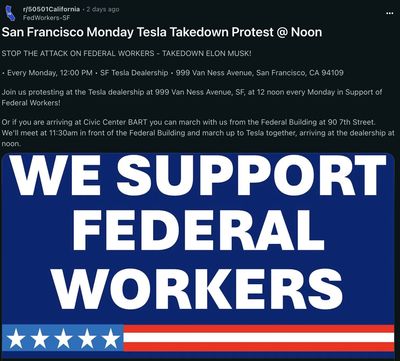 r/50501California • 2 days ago
FedWorkers-SF
San Francisco Monday Tesla Takedown Protest @ Noon
STOP THE ATTACK ON FEDERAL WORKERS - TAKEDOWN ELON MUSK!
• Every Monday, 12:00 PM • SF Tesla Dealership • 999 Van Ness Avenue, San Francisco, CA 94109
Join us protesting at the Tesla dealership at 999 Van Ness Avenue, SF, at 12 noon every Monday in Support of
Federal Workers!
Or if you are arriving at Civic Center BART you can march with us from the Federal Building at 90 7th Street.
We'll meet at 11:30am in front of the Federal Building and march up to Tesla together, arriving at the dealership at
noon.
WE SUPPORT
FEDERAL
WORKERS